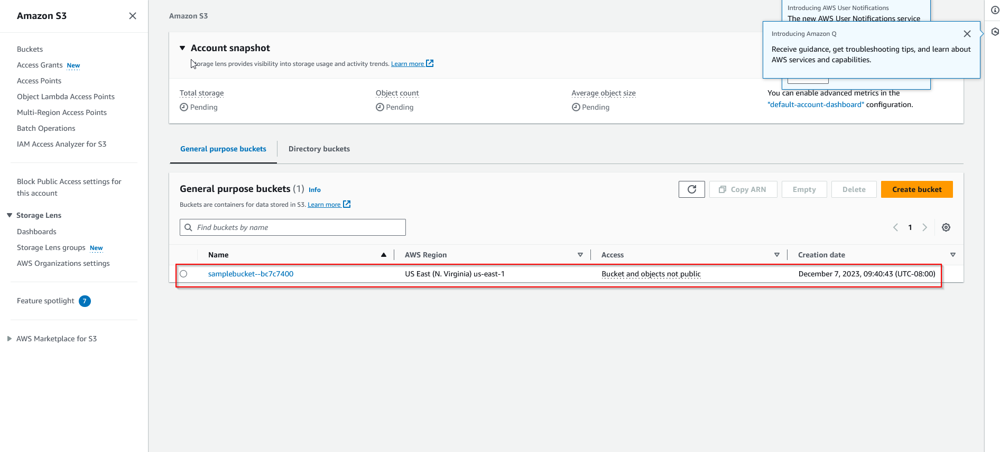 Amazon S3
Buckets
Access Grants New
Access Points
Object Lambda Access Points
Multi-Region Access Points
Batch Operations
IAM Access Analyzer for S3
Block Public Access settings for
this account
Storage Lens
Dashboards
Storage Lens groups New
AWS Organizations settings
Feature spotlight 7
AWS Marketplace for S3
Amazon S3
Account snapshot
Storage lens provides visibility into storage usage and activity trends. Learn more
Total storage
Pending
Object count
Pending
Average object size
Pending
You can enable advanced metrics in the
"default-account-dashboard" configuration.
Introducing AWS User Notifications
The new AWS User Notifications service
Introducing Amazon Q
Receive guidance, get troubleshooting tips, and learn about
AWS services and capabilities.
General purpose buckets Directory buckets
General purpose buckets (1) Info
Buckets are containers for data stored in S3. Learn more
Copy ARN Empty Delete Create bucket
Find buckets by name
1
Name AWS Region Access Creation date
samplebucket--bc7c7400 US East (N. Virginia) us-east-1 Bucket and objects not public December 7, 2023, 09:40:43 (UTC-08:00)